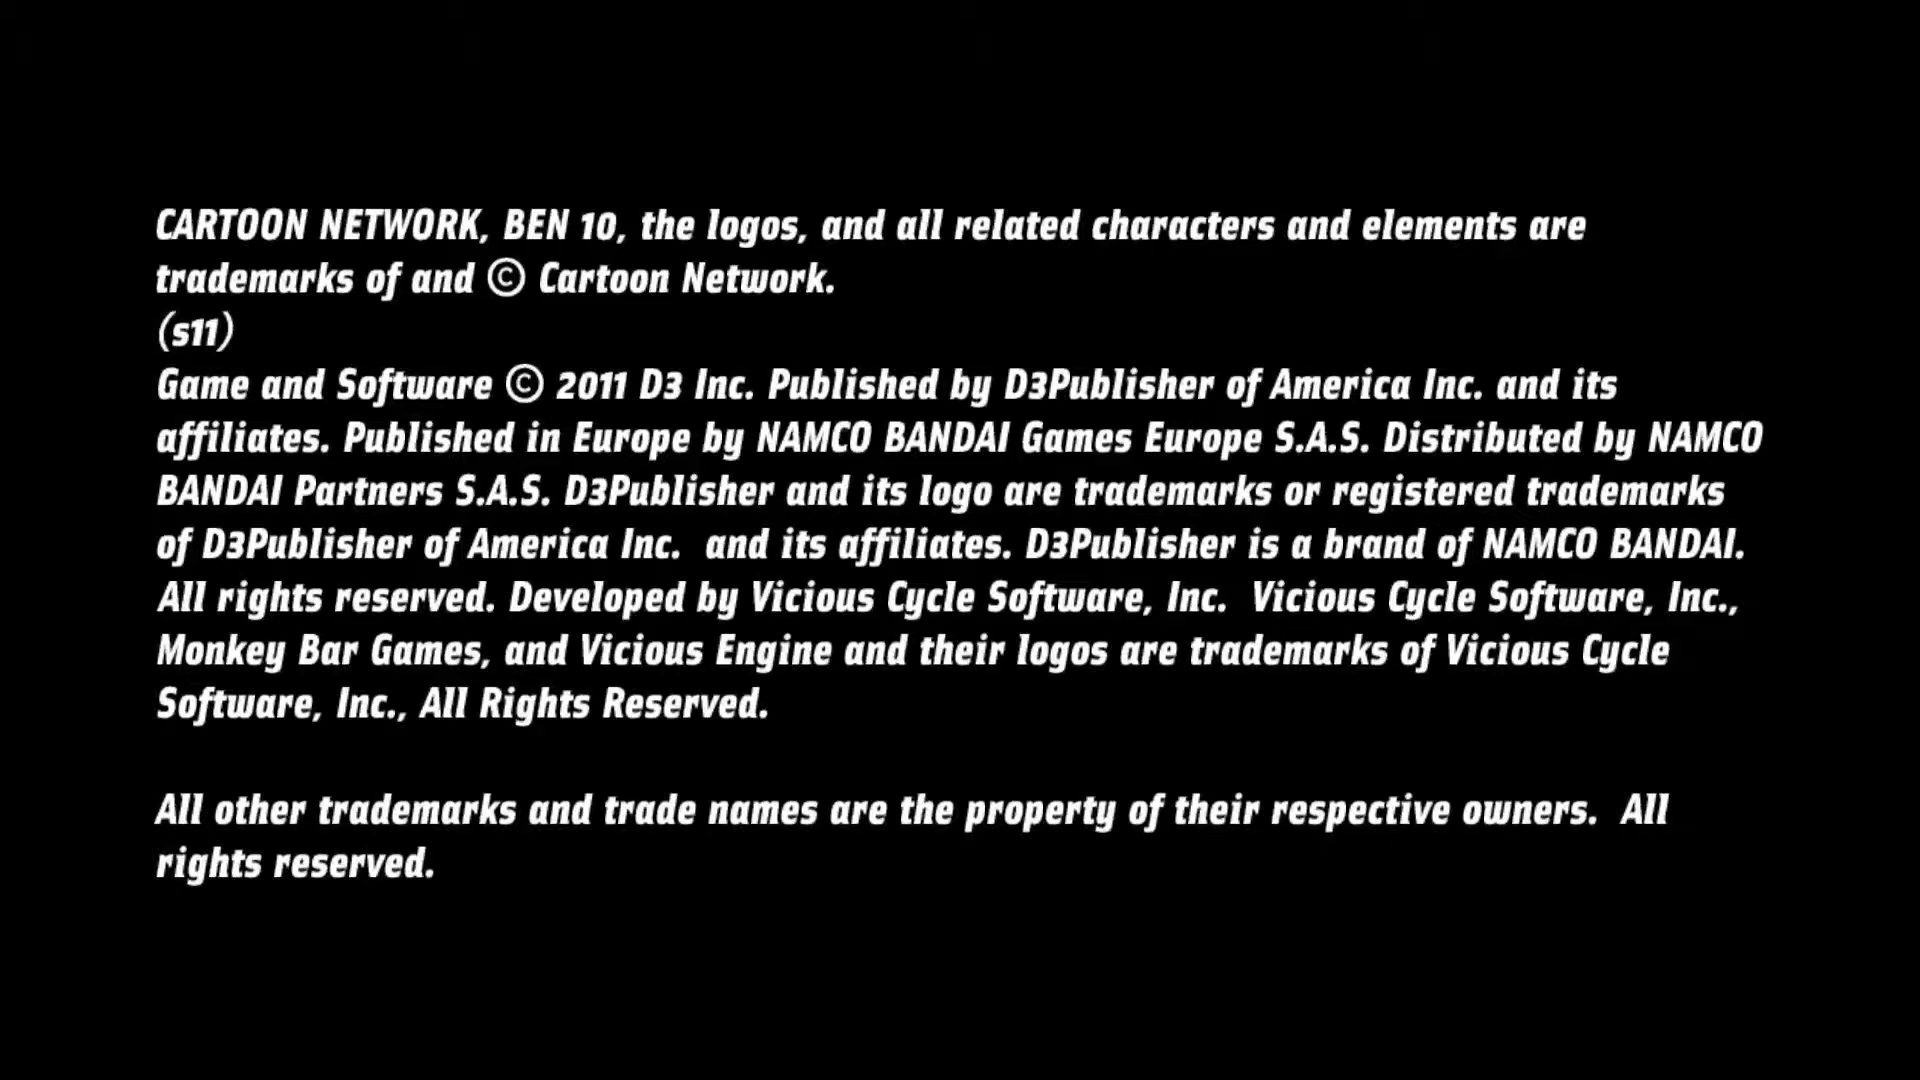 CARTOON NETWORK, BEN 10, the logos, and all related characters and elements are
trademarks of and © Cartoon Network.
(s11)
Game and Software © 2011 D3 Inc. Published by D3Publisher of America Inc. and its
affiliates. Published in Europe by NAMCO BANDAI Games Europe S.A.S. Distributed by NAMCO
BANDAI Partners S.A.S. D3Publisher and its logo are trademarks or registered trademarks
of D3Publisher of America Inc.  and its affiliates. D3Publisher is a brand of NAMCO BANDAI.
All rights reserved. Developed by Vicious Cycle Software, Inc.  Vicious Cycle Software, Inc.,
Monkey Bar Games, and Vicious Engine and their logos are trademarks of Vicious Cycle
Software, Inc., All Rights Reserved.
All other trademarks and trade names are the property of their respective owners.  All
rights reserved.